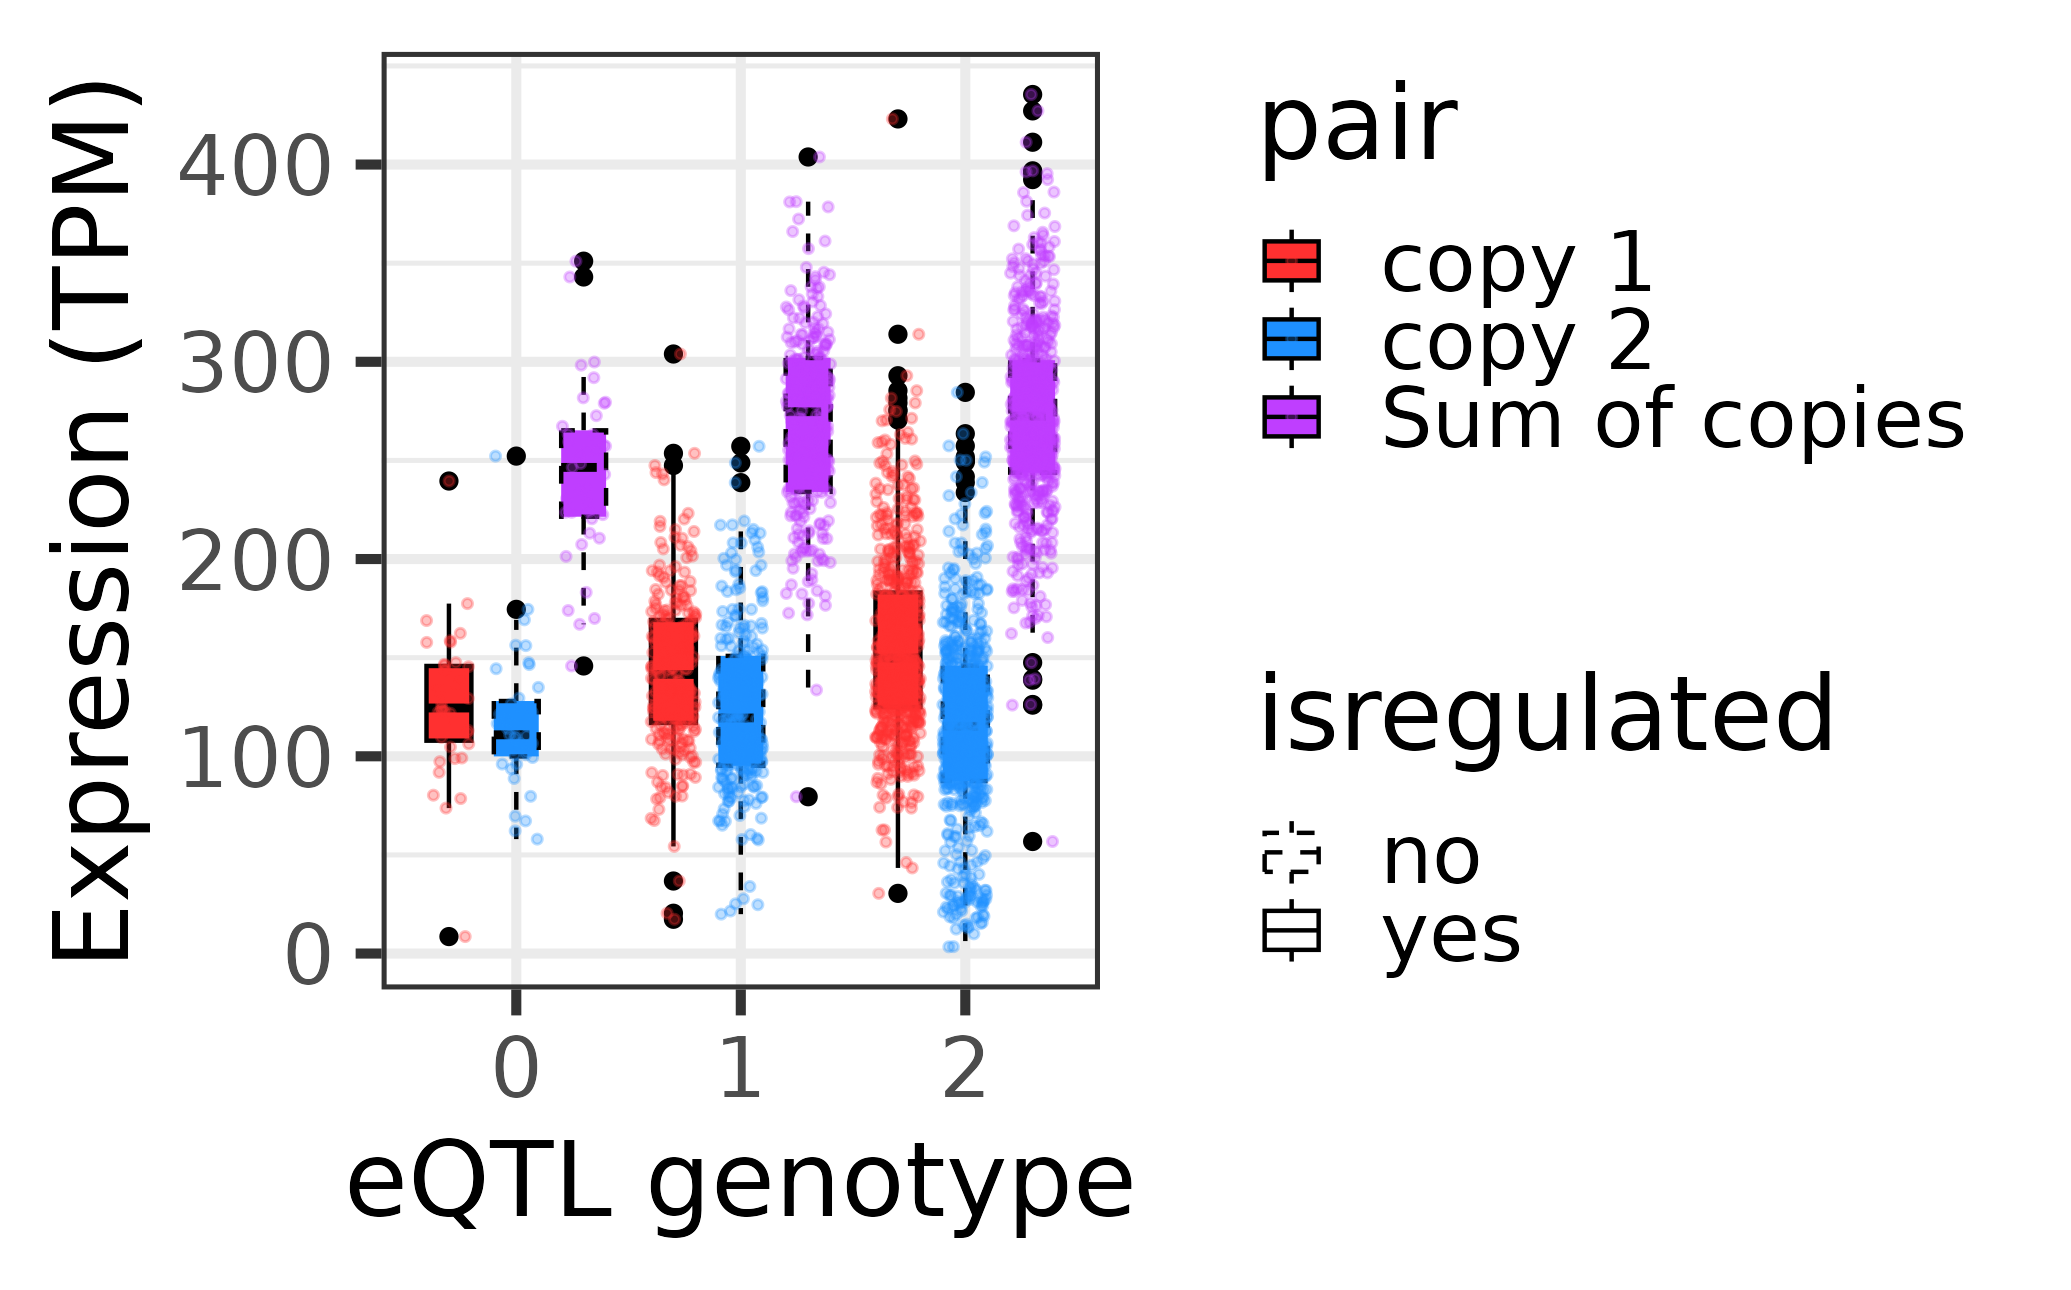 Expression (TPM)
400
300
200
100
0
0 1 2
eQTL genotype
pair
copy 1
copy 2
Sum of copies
isregulated
no
yes